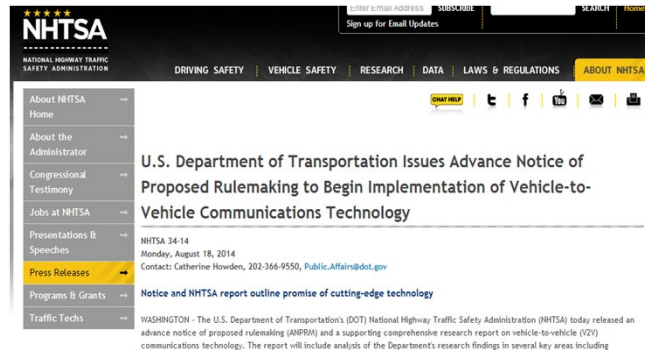 Enter Email Address SUBSCRIBE SEARCH Home
Sign up for Email Updates
NHTSA
NATIONAL HIGHWAY TRAFFIC
SAFETY ADMINISTRATION
DRIVING SAFETY VEHICLE SAFETY RESEARCH DATA LAWS & REGULATIONS ABOUT NHTSA
CHAT HELP t f You
About NHTSA
Home
About the
Administrator
Congressional
Testimony
Jobs at NHTSA
Presentations &
Speeches
Press Releases
Programs & Grants
Traffic Techs
U.S. Department of Transportation Issues Advance Notice of
Proposed Rulemaking to Begin Implementation of Vehicle-to-
Vehicle Communications Technology
NHTSA 34-14
Monday, August 18, 2014
Contact: Catherine Howden, 202-366-9550, Public.Affairs@dot.gov
Notice and NHTSA report outline promise of cutting-edge technology
WASHINGTON - The U.S. Department of Transportation's (DOT) National Highway Traffic Safety Administration (NHTSA) today released an
advance notice of proposed rulemaking (ANPRM) and a supporting comprehensive research report on vehicle-to-vehicle (V2V)
communications technology. The report will include analysis of the Department's research findings in several key areas including